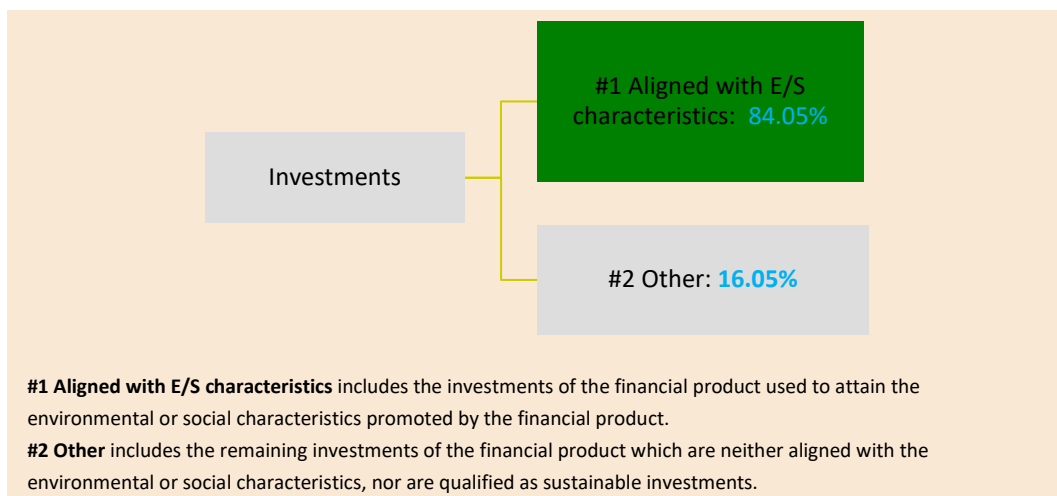 #1 Aligned with E/S
characteristics: 84.05%
Investments
#2 Other: 16.05%
#1 Aligned with E/S characteristics includes the investments of the financial product used to attain the
environmental or social characteristics promoted by the financial product.
#2 Other includes the remaining investments of the financial product which are neither aligned with the
environmental or social characteristics, nor are qualified as sustainable investments.